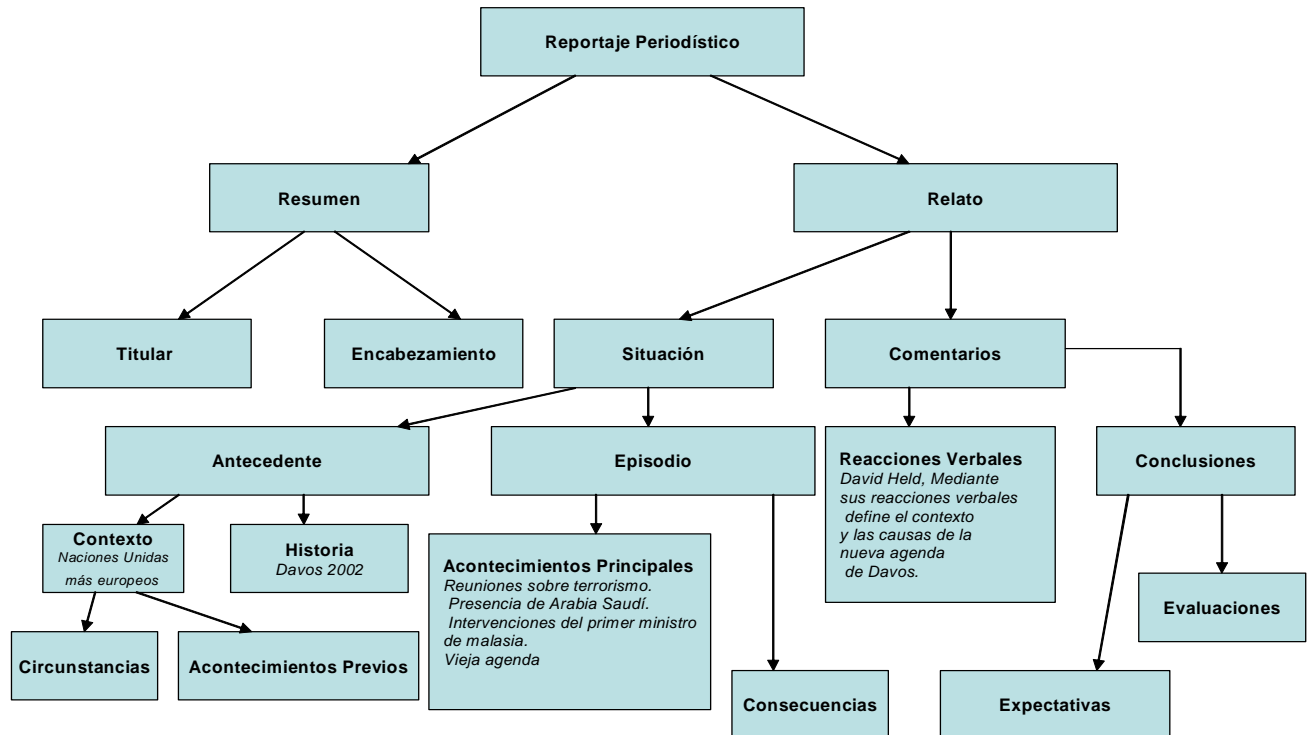 Reportaje Periodístico
Resumen
Relato
Titular
Encabezamiento
Situación
Comentarios
Antecedente
Episodio
Reacciones Verbales
David Held, Mediante
sus reacciones verbales
define el contexto
y las causas de la
nueva agenda
de Davos.
Conclusiones
Contexto
Naciones Unidas
más europeos
Historia
Davos 2002
Acontecimientos Principales
Reuniones sobre terrorismo.
Presencia de Arabia Saudí.
Intervenciones del primer ministro
de malasia.
Vieja agenda
Evaluaciones
Circunstancias
Acontecimientos Previos
Consecuencias
Expectativas